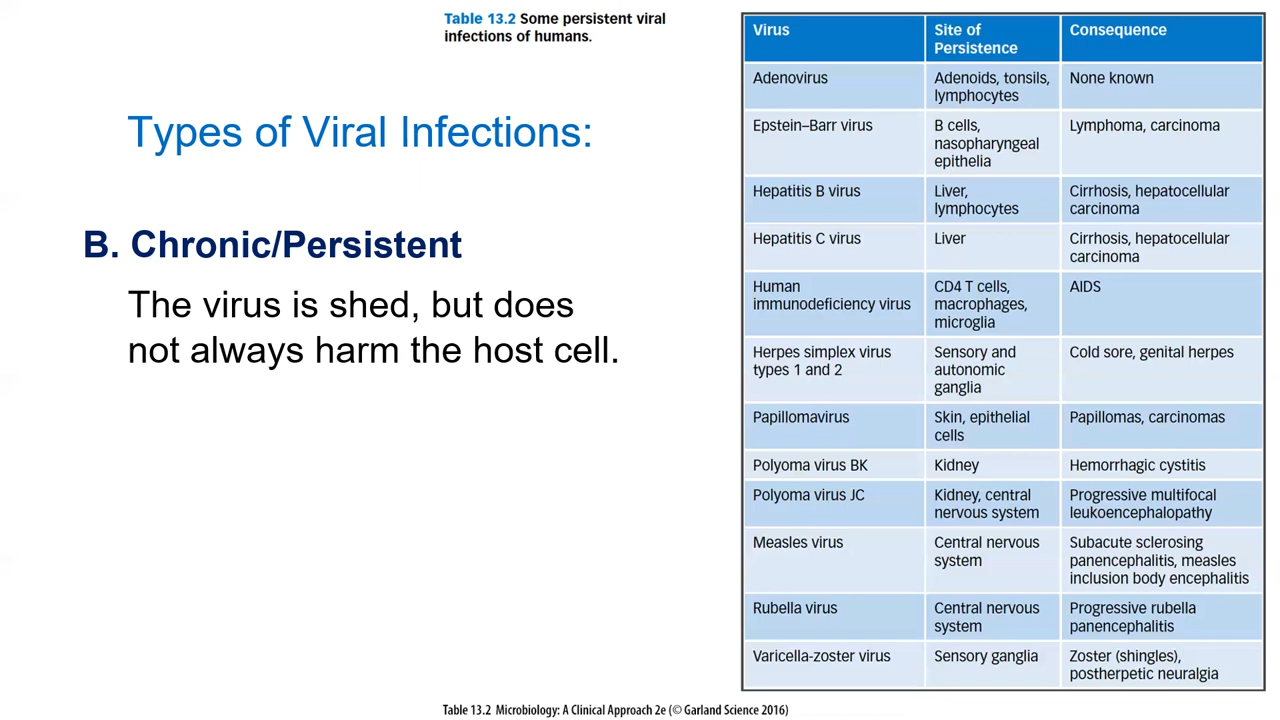 Table 13.2 Some persistent viral
infections of humans.
Types of Viral Infections:
B. Chronic/Persistent
The virus is shed, but does
not always harm the host cell.
Virus
Site of
Persistence
Consequence
Adenovirus
Adenoids, tonsils,
lymphocytes
None known
Epstein–Barr virus
B cells,
nasopharyngeal
epithelia
Lymphoma, carcinoma
Hepatitis B virus
Liver,
lymphocytes
Cirrhosis, hepatocellular
carcinoma
Hepatitis C virus
Liver
Cirrhosis, hepatocellular
carcinoma
Human
immunodeficiency virus
CD4 T cells,
macrophages,
microglia
AIDS
Herpes simplex virus
types 1 and 2
Sensory and
autonomic
ganglia
Cold sore, genital herpes
Papillomavirus
Skin, epithelial
cells
Papillomas, carcinomas
Polyoma virus BK
Kidney
Hemorrhagic cystitis
Polyoma virus JC
Kidney, central
nervous system
Progressive multifocal
leukoencephalopathy
Measles virus
Central nervous
system
Subacute sclerosing
panencephalitis, measles
inclusion body encephalitis
Rubella virus
Central nervous
system
Progressive rubella
panencephalitis
Varicella-zoster virus
Sensory ganglia
Zoster (shingles),
postherpetic neuralgia
Table 13.2 Microbiology: A Clinical Approach 2e (© Garland Science 2016)